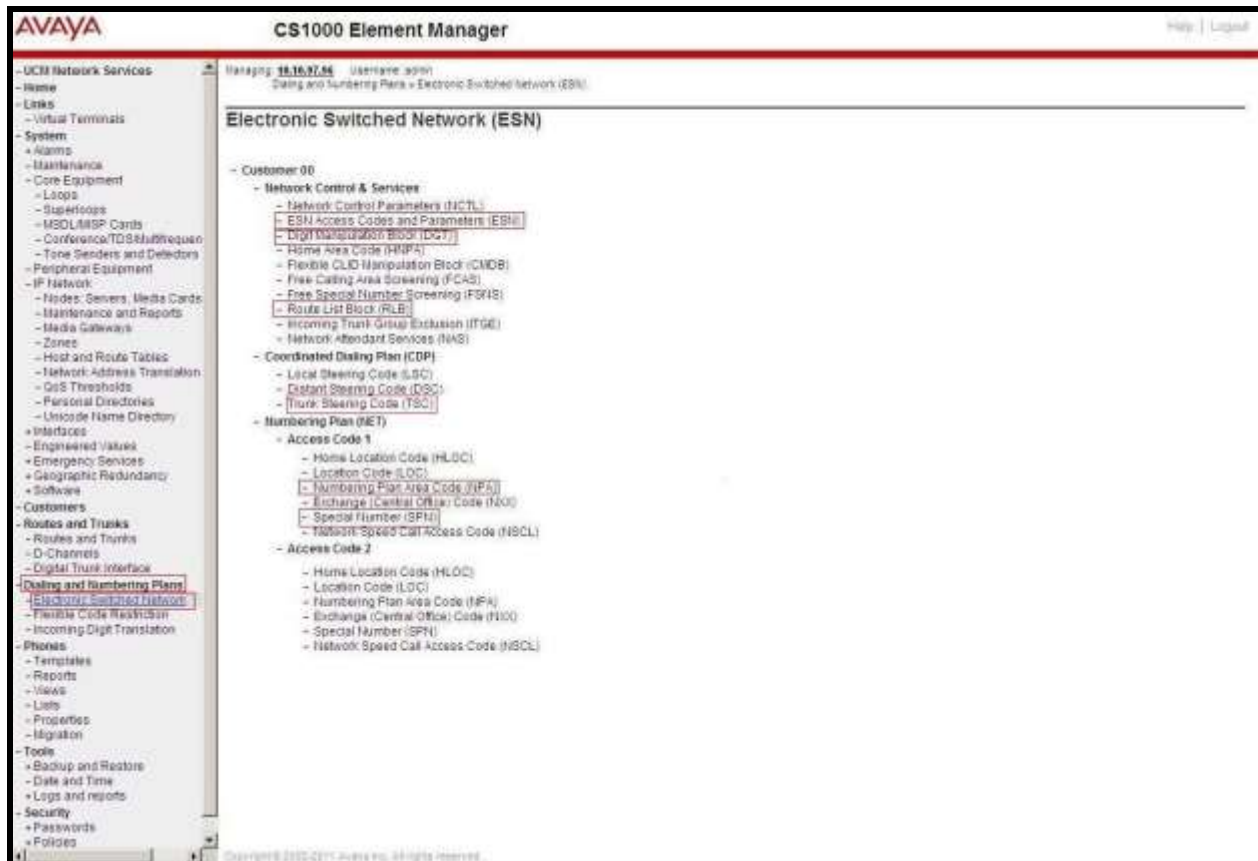 AVAYA
CS1000 Element Manager
Help | Logout
- UCM Network Services
- Home
- Links
- Virtual Terminals
- System
+ Alarms
- Maintenance
- Core Equipment
- Loops
- Superloops
- MSDL/MISP Cards
- Conference/TDS/Multifrequen
- Tone Senders and Detectors
- Peripheral Equipment
- IP Network
- Nodes: Servers, Media Cards
- Maintenance and Reports
- Media Gateways
- Zones
- Host and Route Tables
- Network Address Translation
- QoS Thresholds
- Personal Directories
- Unicode Name Directory
+ Interfaces
- Engineered Values
+ Emergency Services
+ Geographic Redundancy
+ Software
- Customers
- Routes and Trunks
- Routes and Trunks
- D-Channels
- Digital Trunk Interface
- Dialing and Numbering Plans
- Electronic Switched Network
- Flexible Code Restriction
- Incoming Digit Translation
- Phones
- Templates
- Reports
- Views
- Lists
- Properties
- Migration
- Tools
+ Backup and Restore
- Date and Time
+ Logs and reports
- Security
+ Passwords
+ Policies
Managing: 10.10.97.96 Username: admin
Dialing and Numbering Plans » Electronic Switched Network (ESN)
Electronic Switched Network (ESN)
- Customer 00
- Network Control & Services
- Network Control Parameters (NCTL)
- ESN Access Codes and Parameters (ESN)
- Digit Manipulation Block (DGT)
- Home Area Code (HNPA)
- Flexible CLID Manipulation Block (CMDB)
- Free Calling Area Screening (FCAS)
- Free Special Number Screening (FSNS)
- Route List Block (RLB)
- Incoming Trunk Group Exclusion (ITGE)
- Network Attendant Services (NAS)
- Coordinated Dialing Plan (CDP)
- Local Steering Code (LSC)
- Distant Steering Code (DSC)
- Trunk Steering Code (TSC)
- Numbering Plan (NET)
- Access Code 1
- Home Location Code (HLOC)
- Location Code (LOC)
- Numbering Plan Area Code (NPA)
- Exchange (Central Office) Code (NXX)
- Special Number (SPN)
- Network Speed Call Access Code (NSCL)
- Access Code 2
- Home Location Code (HLOC)
- Location Code (LOC)
- Numbering Plan Area Code (NPA)
- Exchange (Central Office) Code (NXX)
- Special Number (SPN)
- Network Speed Call Access Code (NSCL)
Copyright © 2002-2011 Avaya Inc. All rights reserved.